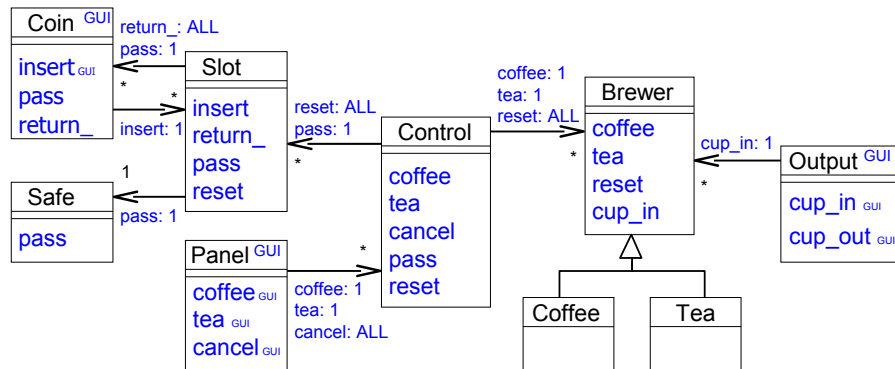 Coin GUI
insert GUI
pass
return_
return_: ALL
pass: 1
*
*
insert: 1
Slot
insert
return_
pass
reset
Safe
pass
1
pass: 1
Panel GUI
coffee GUI
tea GUI
cancel GUI
reset: ALL
pass: 1
*
*
coffee: 1
tea: 1
cancel: ALL
Control
coffee
tea
cancel
pass
reset
coffee: 1
tea: 1
reset: ALL
*
Brewer
coffee
tea
reset
cup_in
cup_in: 1
*
Output GUI
cup_in GUI
cup_out GUI
Coffee
Tea